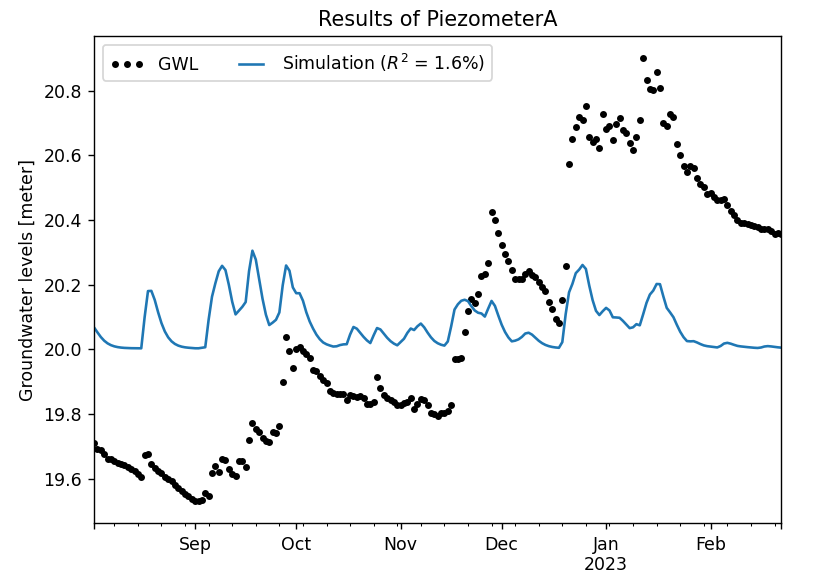 Results of PiezometerA
GWL
Simulation (R² = 1.6%)
Groundwater levels [meter]
20.8
20.6
20.4
20.2
20.0
19.8
19.6
Sep
Oct
Nov
Dec
Jan
2023
Feb